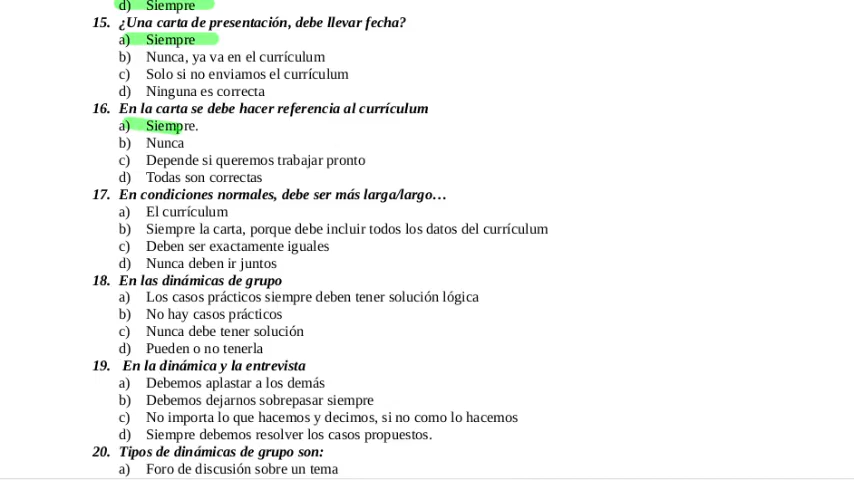 d) Siempre
15. ¿Una carta de presentación, debe llevar fecha?
a) Siempre
b) Nunca, ya va en el currículum
c) Solo si no enviamos el currículum
d) Ninguna es correcta
16. En la carta se debe hacer referencia al currículum
a) Siempre.
b) Nunca
c) Depende si queremos trabajar pronto
d) Todas son correctas
17. En condiciones normales, debe ser más larga/largo…
a) El currículum
b) Siempre la carta, porque debe incluir todos los datos del currículum
c) Deben ser exactamente iguales
d) Nunca deben ir juntos
18. En las dinámicas de grupo
a) Los casos prácticos siempre deben tener solución lógica
b) No hay casos prácticos
c) Nunca debe tener solución
d) Pueden o no tenerla
19. En la dinámica y la entrevista
a) Debemos aplastar a los demás
b) Debemos dejarnos sobrepasar siempre
c) No importa lo que hacemos y decimos, si no como lo hacemos
d) Siempre debemos resolver los casos propuestos.
20. Tipos de dinámicas de grupo son:
a) Foro de discusión sobre un tema